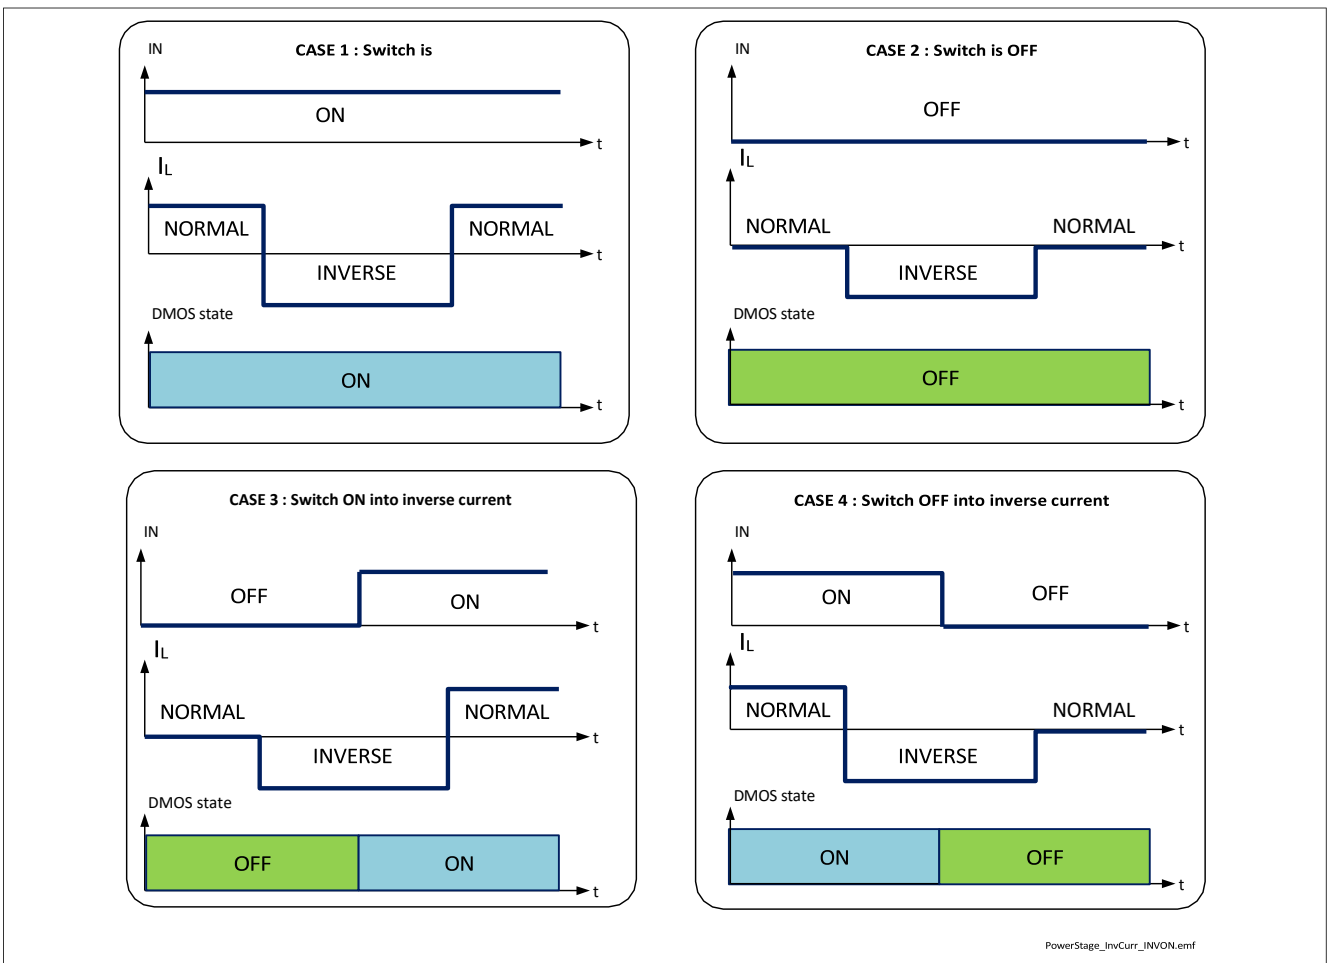 CASE 1 : Switch is
IN
ON
t
IL
NORMAL
NORMAL
INVERSE
t
DMOS state
ON
t
CASE 2 : Switch is OFF
IN
OFF
t
IL
NORMAL
NORMAL
INVERSE
t
DMOS state
OFF
t
CASE 3 : Switch ON into inverse current
IN
OFF
ON
t
IL
NORMAL
NORMAL
INVERSE
t
DMOS state
OFF
ON
t
CASE 4 : Switch OFF into inverse current
IN
ON
OFF
t
IL
NORMAL
NORMAL
INVERSE
t
DMOS state
ON
OFF
t
PowerStage_InvCurr_INVON.emf